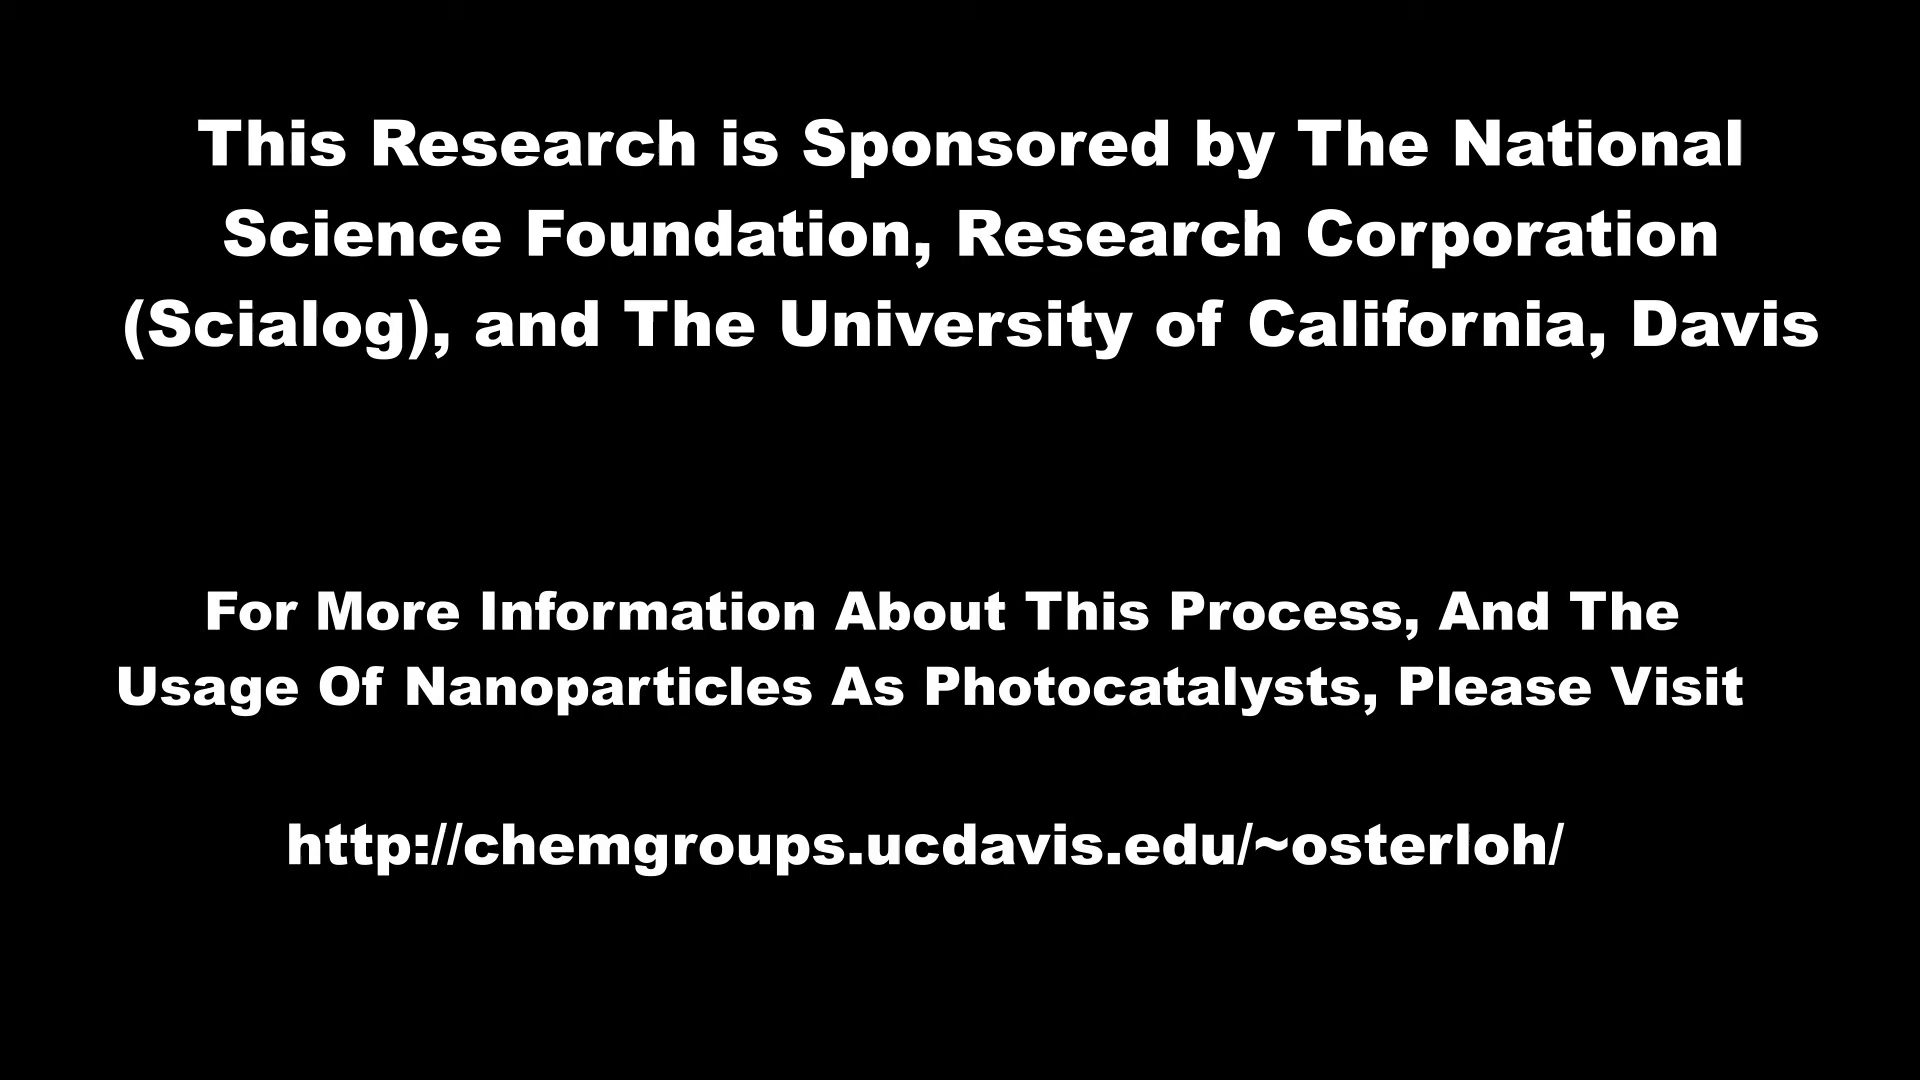 This Research is Sponsored by The National
Science Foundation, Research Corporation
(Scialog), and The University of California, Davis
For More Information About This Process, And The
Usage Of Nanoparticles As Photocatalysts, Please Visit
http://chemgroups.ucdavis.edu/~osterloh/